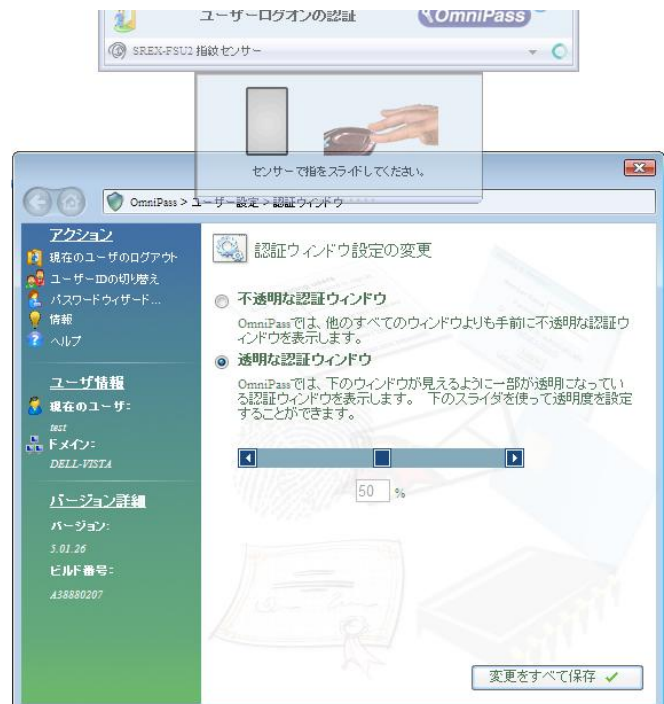 ユーザーログオンの認証
OmniPass
SREX-FSU2 指紋センサー
センサーで指をスライドしてください。
OmniPass > ユーザー設定 > 認証ウィンドウ
アクション
現在のユーザのログアウト
ユーザーIDの切り替え
パスワードウィザード...
情報
ヘルプ
ユーザ情報
現在のユーザ:
test
ドメイン:
DELL-VISTA
バージョン詳細
バージョン:
5.01.26
ビルド番号:
A38880207
認証ウィンドウ設定の変更
不透明な認証ウィンドウ
OmniPassでは、他のすべてのウィンドウよりも手前に不透明な認証ウ
ィンドウを表示します。
透明な認証ウィンドウ
OmniPassでは、下のウィンドウが見えるように一部が透明になってい
る認証ウィンドウを表示します。 下のスライダを使って透明度を設定
することができます。
50 %
変更をすべて保存